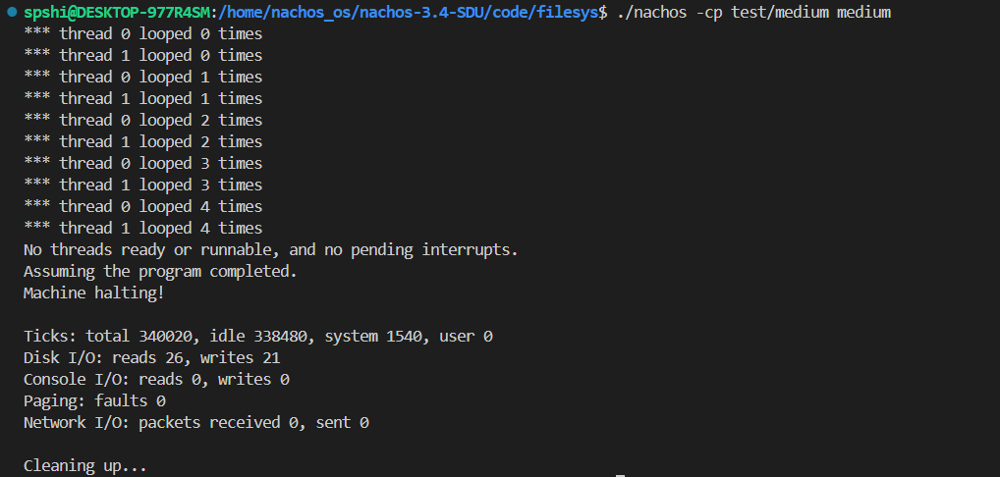 spshi@DESKTOP-977R4SM:/home/nachos_os/nachos-3.4-SDU/code/filesys$ ./nachos -cp test/medium medium
*** thread 0 looped 0 times
*** thread 1 looped 0 times
*** thread 0 looped 1 times
*** thread 1 looped 1 times
*** thread 0 looped 2 times
*** thread 1 looped 2 times
*** thread 0 looped 3 times
*** thread 1 looped 3 times
*** thread 0 looped 4 times
*** thread 1 looped 4 times
No threads ready or runnable, and no pending interrupts.
Assuming the program completed.
Machine halting!

Ticks: total 340020, idle 338480, system 1540, user 0
Disk I/O: reads 26, writes 21
Console I/O: reads 0, writes 0
Paging: faults 0
Network I/O: packets received 0, sent 0

Cleaning up...